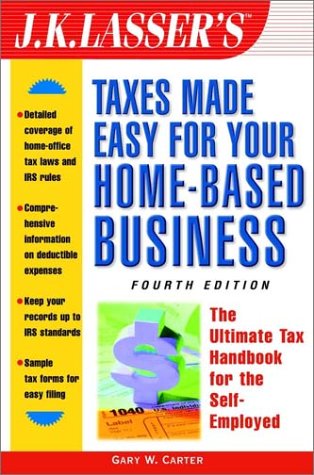 J.K.LASSER'S™
• Detailed
coverage of
home-office
tax laws and
IRS rules
• Compre-
hensive
information
on deductible
expenses
• Keep your
records up to
IRS standards
• Sample
tax forms for
easy filing
TAXES MADE
EASY FOR YOUR
HOME-BASED
BUSINESS
FOURTH EDITION
The
Ultimate Tax
Handbook
for the
Self-
Employed
$
1040
GARY W. CARTER